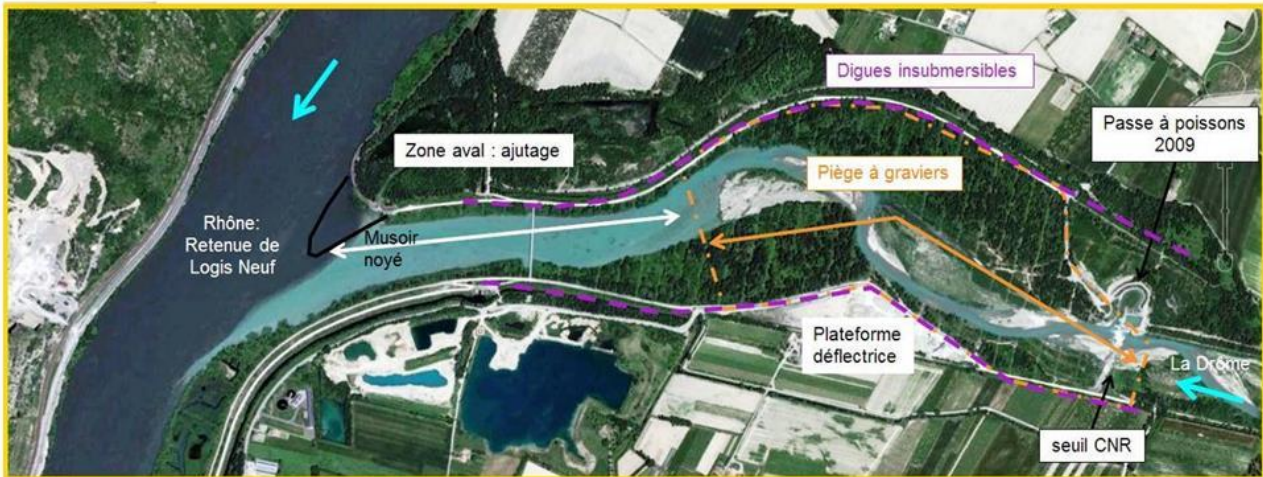 Digues insubmersibles
Passe à poissons
2009
Zone aval : ajutage
Piège à graviers
Rhône:
Retenue de
Logis Neuf
Musoir
noyé
Plateforme
déflectrice
La Drôme
seuil CNR